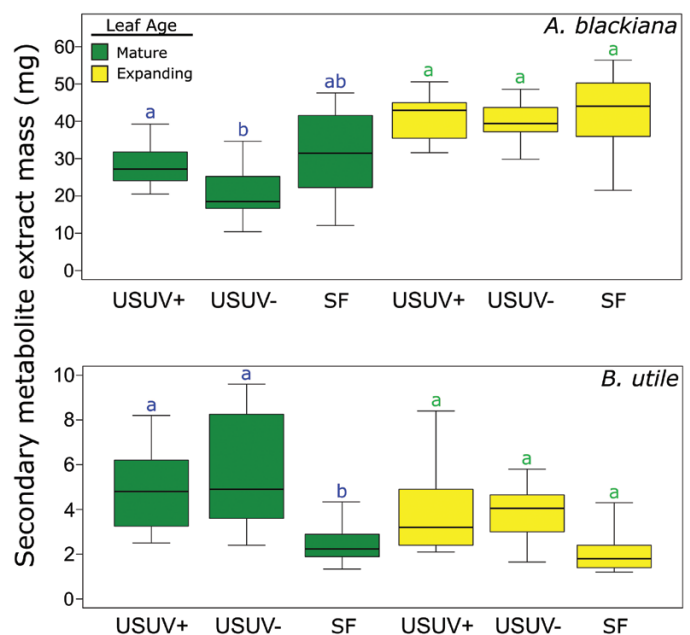 Secondary metabolite extract mass (mg)
A. blackiana
Leaf Age
Mature
Expanding
60
50
40
30
20
10
0
a
b
ab
a
a
a
USUV+ USUV- SF USUV+ USUV- SF
B. utile
10
8
6
4
2
0
a
a
b
a
a
a
USUV+ USUV- SF USUV+ USUV- SF